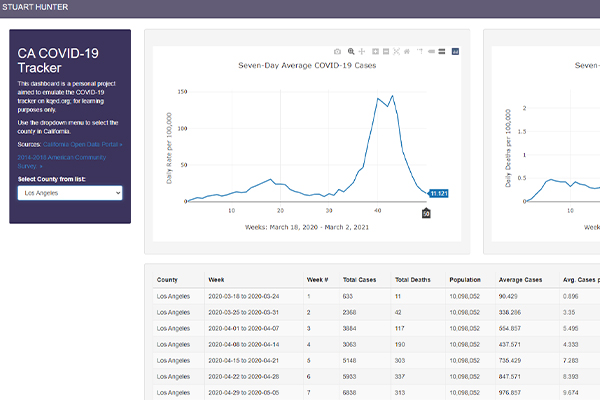 STUART HUNTER
CA COVID-19
Tracker
This dashboard is a personal project
aimed to emulate the COVID-19
tracker on kqed.org; for learning
purposes only.
Use the dropdown menu to select the
county in California.
Sources: California Open Data Portal »
2014-2018 American Community
Survey. »
Select County from list:
Los Angeles
Seven-Day Average COVID-19 Cases
Daily Rate per 100,000
150
100
50
0
10 20 30 40 50
11.121
Weeks: March 18, 2020 - March 2, 2021
Daily Deaths per 100,000
2
1.5
1
0.5
0
10
Week
County Week Week # Total Cases Total Deaths Population Average Cases Avg. Cases p
Los Angeles 2020-03-18 to 2020-03-24 1 11 10,098,052 90.429 0.896
Los Angeles 2020-03-25 to 2020-03-31 2 2368 42 10,098,052 338.286 3.35
Los Angeles 2020-04-01 to 2020-04-07 3 3884 117 10,098,052 554.857 5.495
Los Angeles 2020-04-08 to 2020-04-14 4 3063 190 10,098,052 437.571 4.333
Los Angeles 2020-04-15 to 2020-04-21 5 5148 303 10,098,052 735.429 7.283
Los Angeles 2020-04-22 to 2020-04-28 6 5933 337 10,098,052 847.571 8.393
Los Angeles 2020-04-29 to 2020-05-05 7 6838 313 10,098,052 976.857 9.674